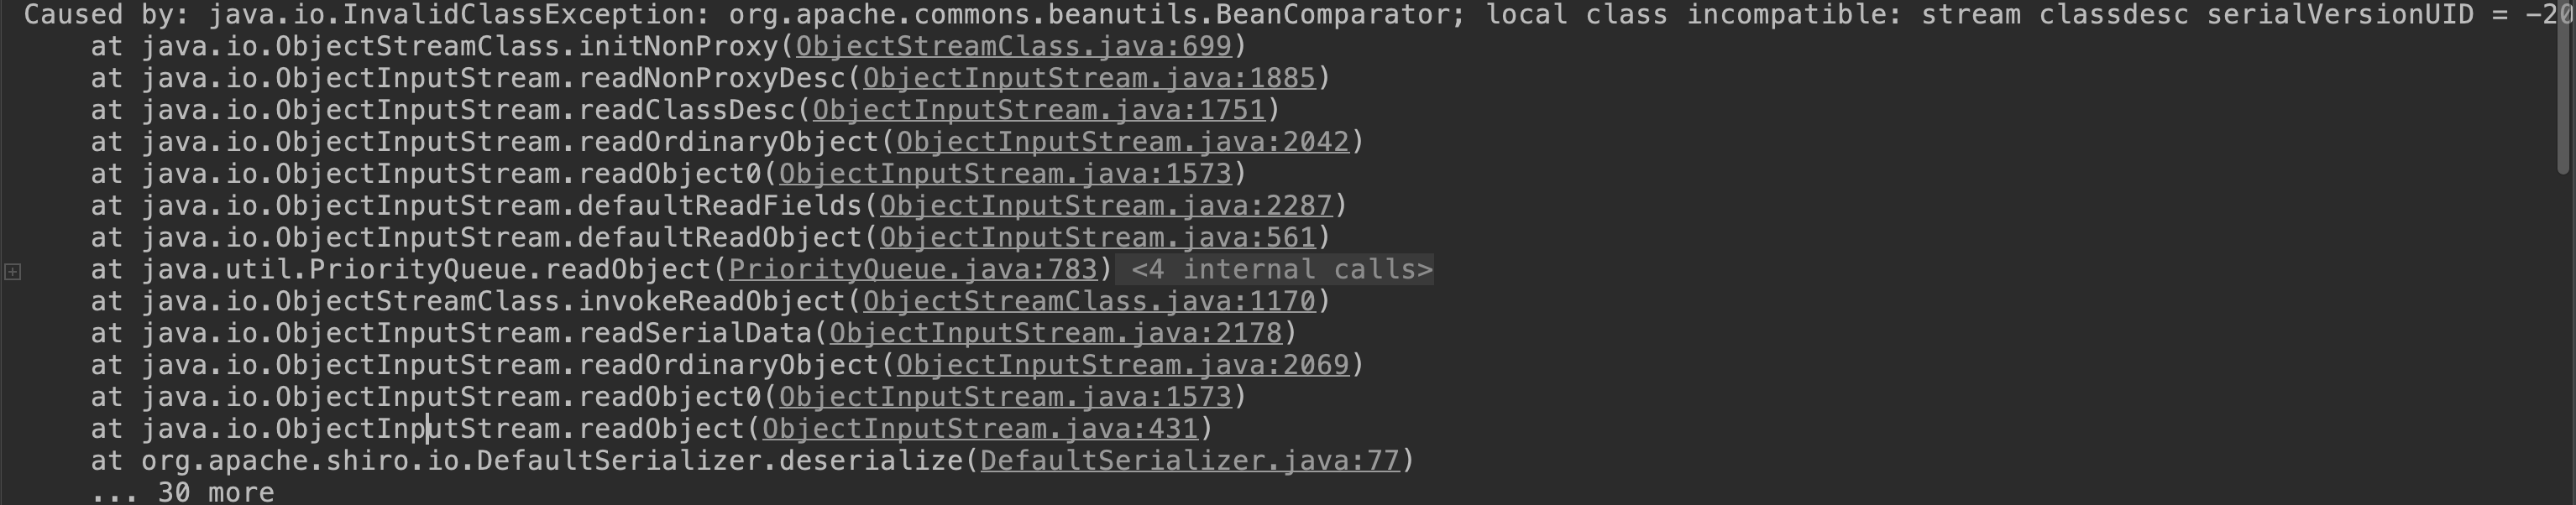 Caused by: java.io.InvalidClassException: org.apache.commons.beanutils.BeanComparator; local class incompatible: stream classdesc serialVersionUID = -20
at java.io.ObjectStreamClass.initNonProxy(ObjectStreamClass.java:699)
at java.io.ObjectInputStream.readNonProxyDesc(ObjectInputStream.java:1885)
at java.io.ObjectInputStream.readClassDesc(ObjectInputStream.java:1751)
at java.io.ObjectInputStream.readOrdinaryObject(ObjectInputStream.java:2042)
at java.io.ObjectInputStream.readObject0(ObjectInputStream.java:1573)
at java.io.ObjectInputStream.defaultReadFields(ObjectInputStream.java:2287)
at java.io.ObjectInputStream.defaultReadObject(ObjectInputStream.java:561)
at java.util.PriorityQueue.readObject(PriorityQueue.java:783) <4 internal calls>
at java.io.ObjectStreamClass.invokeReadObject(ObjectStreamClass.java:1170)
at java.io.ObjectInputStream.readSerialData(ObjectInputStream.java:2178)
at java.io.ObjectInputStream.readOrdinaryObject(ObjectInputStream.java:2069)
at java.io.ObjectInputStream.readObject0(ObjectInputStream.java:1573)
at java.io.ObjectInputStream.readObject(ObjectInputStream.java:431)
at org.apache.shiro.io.DefaultSerializer.deserialize(DefaultSerializer.java:77)
... 30 more